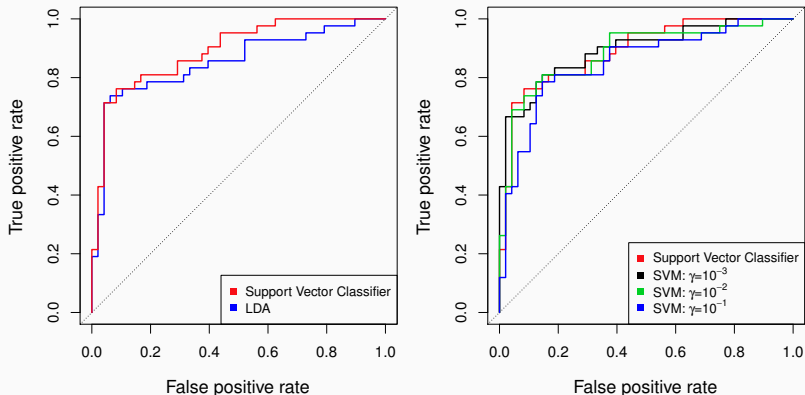 True positive rate
1.0
0.8
0.6
0.4
0.2
0.0
Support Vector Classifier
LDA
0.0 0.2 0.4 0.6 0.8 1.0
False positive rate
True positive rate
1.0
0.8
0.6
0.4
0.2
0.0
Support Vector Classifier
SVM: γ=10⁻³
SVM: γ=10⁻²
SVM: γ=10⁻¹
0.0 0.2 0.4 0.6 0.8 1.0
False positive rate